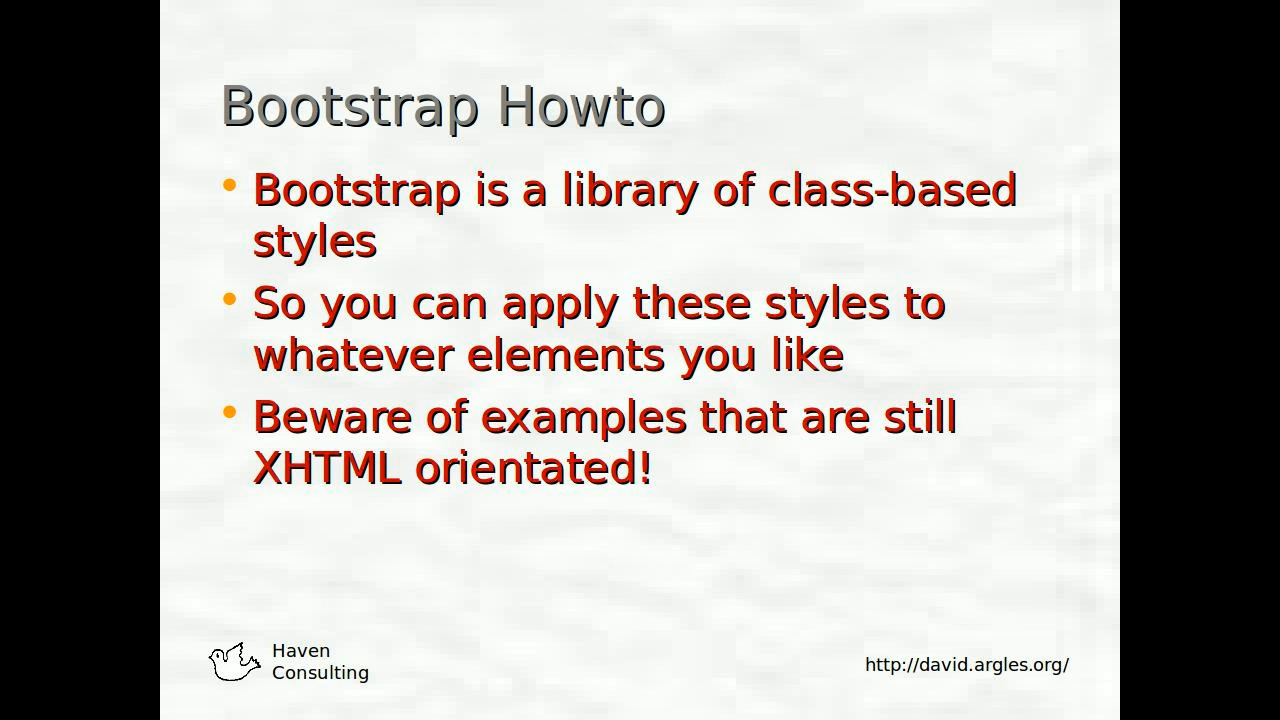 Bootstrap Howto
Bootstrap is a library of class-based
styles
So you can apply these styles to
whatever elements you like
Beware of examples that are still
XHTML orientated!
Haven
Consulting
http://david.argles.org/